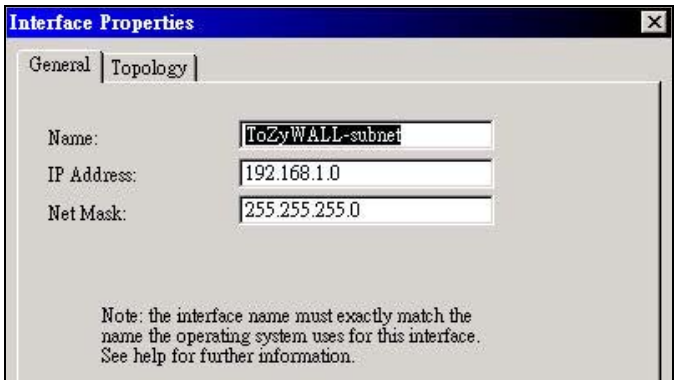 Interface Properties
General
Topology
Name:
ToZyWALL-subnet
IP Address:
192.168.1.0
Net Mask:
255.255.255.0
Note: the interface name must exactly match the
name the operating system uses for this interface.
See help for further information.